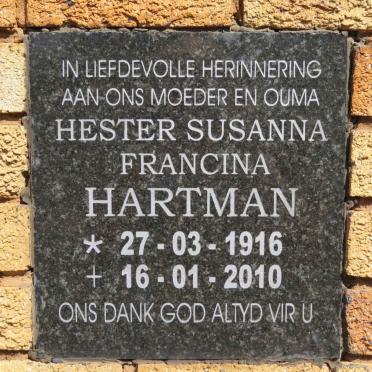 IN LIEFDEVOLLE HERINNERING
AAN ONS MOEDER EN OUMA
HESTER SUSANNA
FRANCINA
HARTMAN
* 27 - 03 - 1916
+ 16 - 01 - 2010
ONS DANK GOD ALTYD VIR U